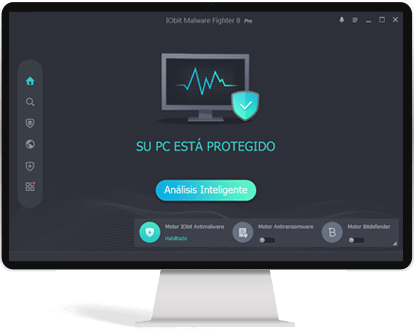 IObit Malware Fighter 8 Pro
SU PC ESTÁ PROTEGIDO
Análisis Inteligente
Motor IObit Antimalware
Habilitado
Motor Antiransomware
Motor Bitdefender